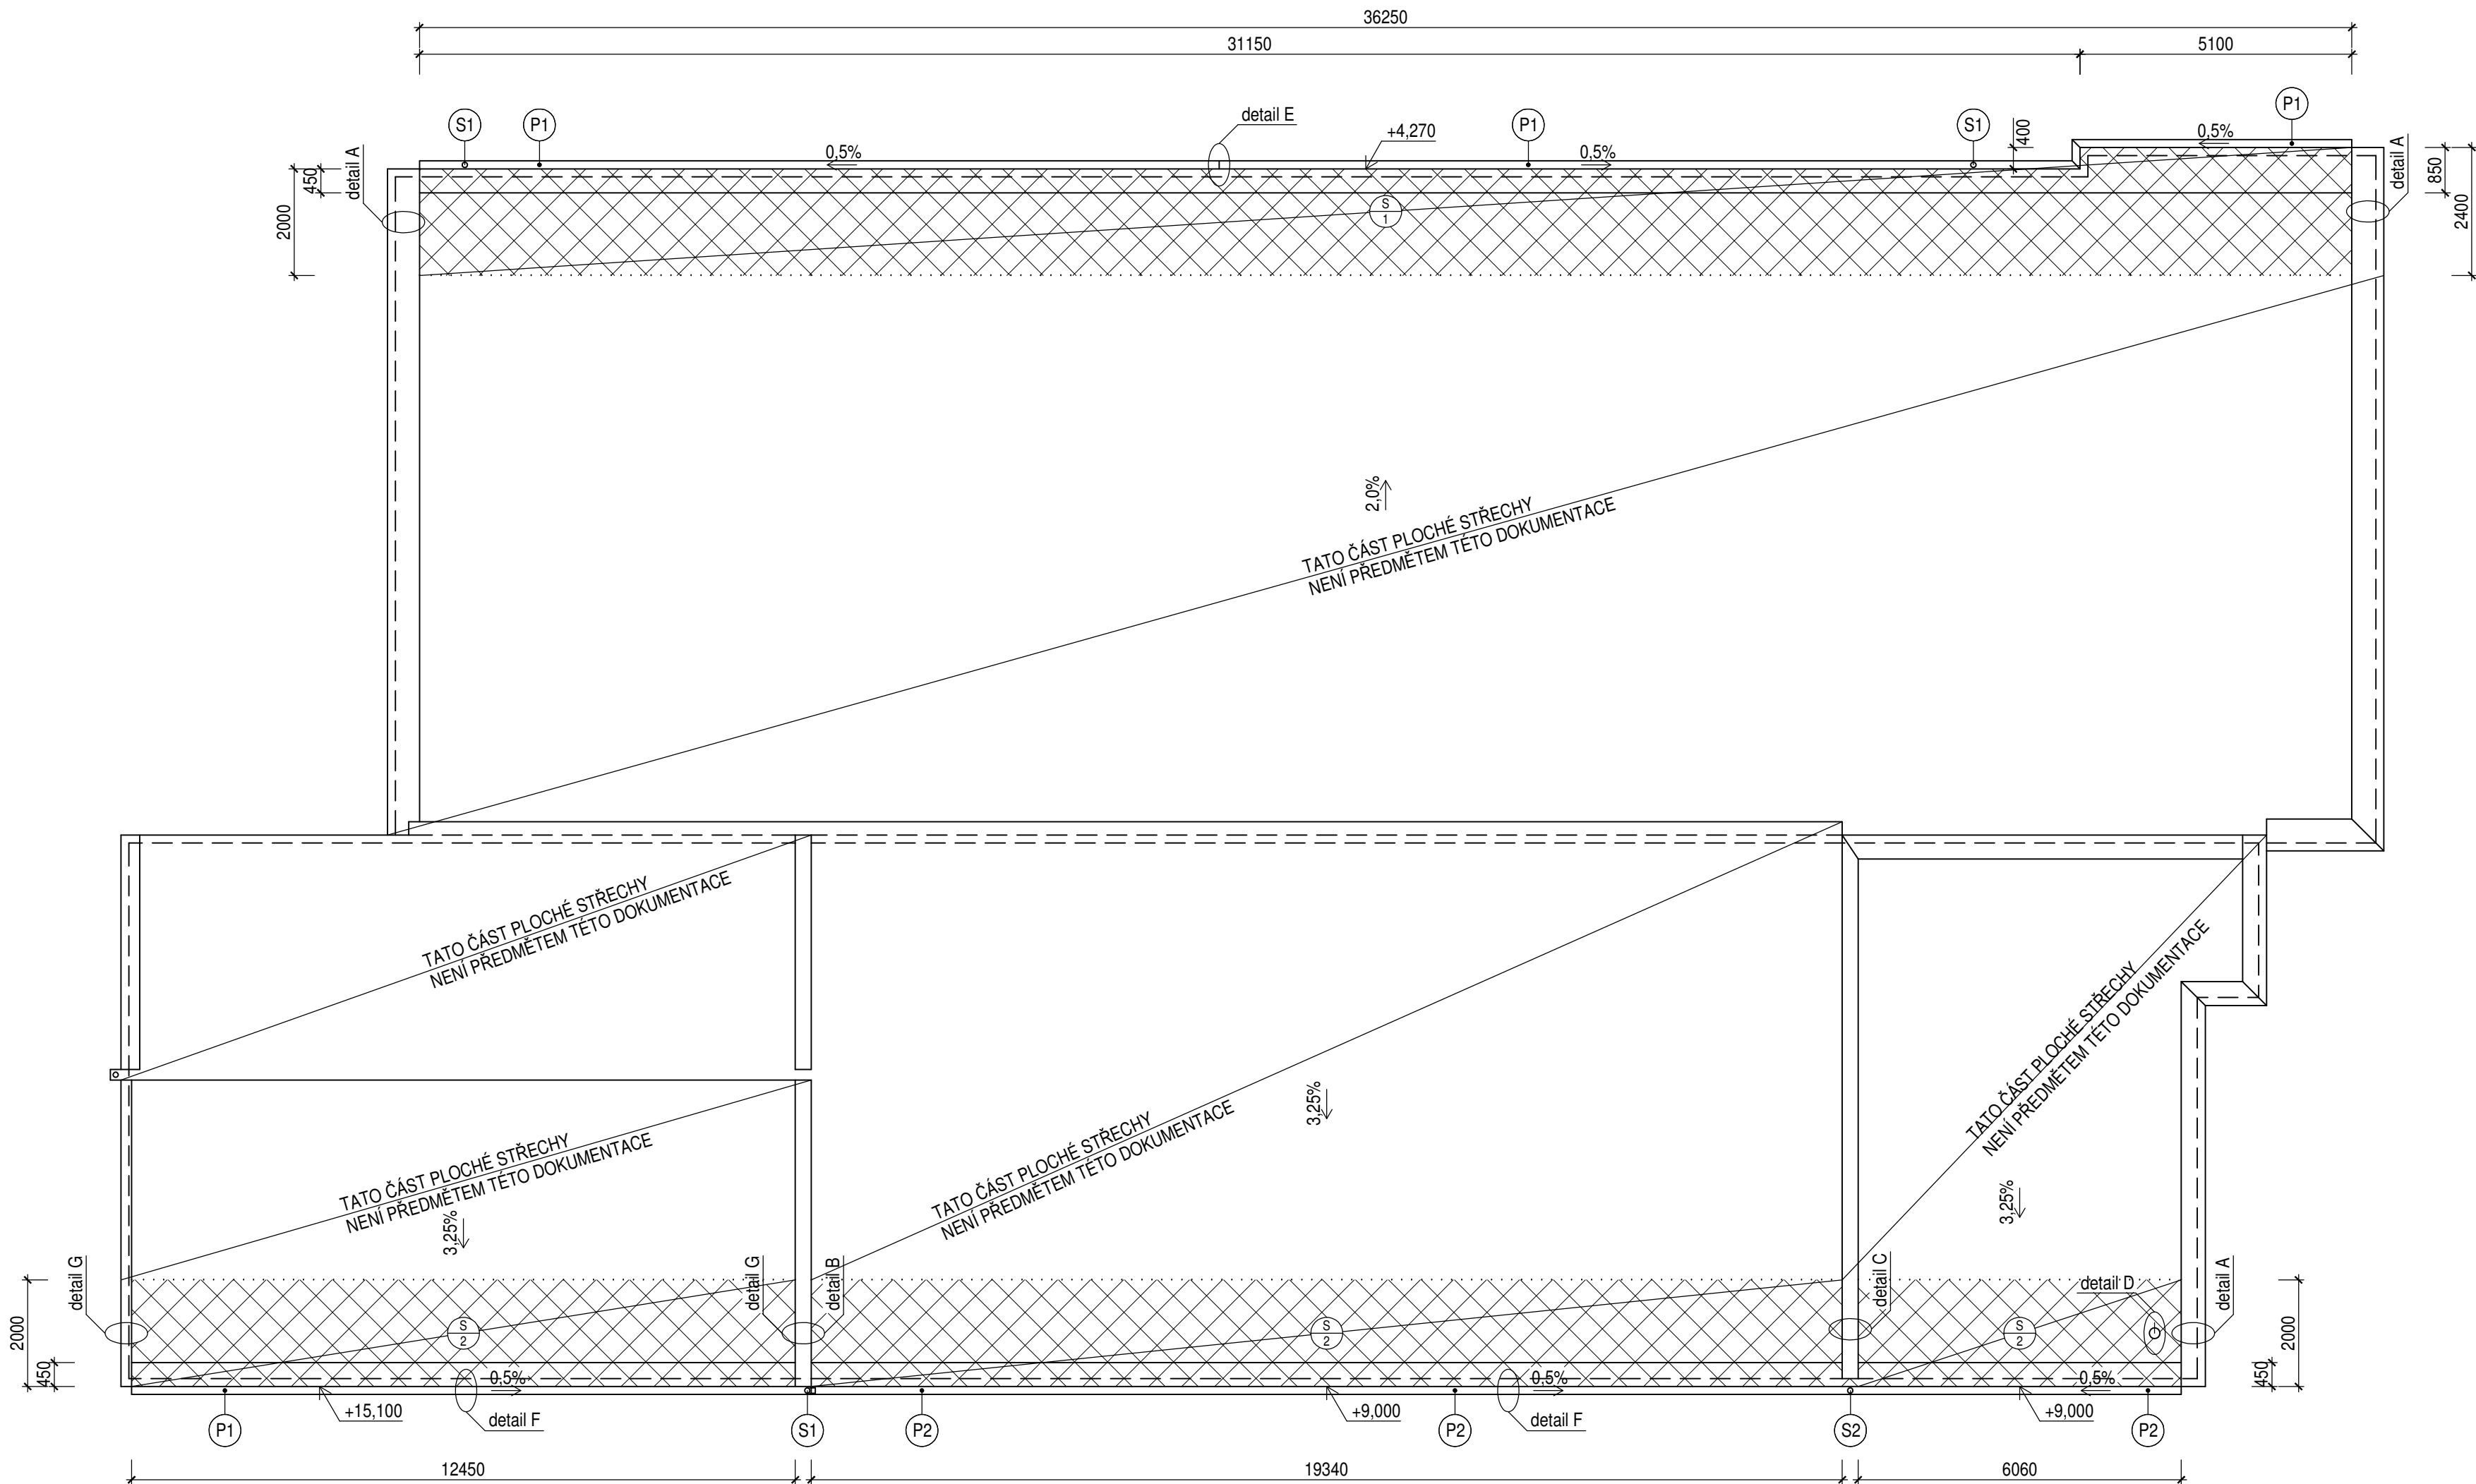 36250
31150
5100
S1
P1
detail E
+4,270
P1
S1
P1
0,5%
0,5%
0,5%
400
detail A
detail A
450
2000
850
2400
S
1
2,0%
TATO ČÁST PLOCHÉ STŘECHY
NENÍ PŘEDMĚTEM TÉTO DOKUMENTACE
TATO ČÁST PLOCHÉ STŘECHY
NENÍ PŘEDMĚTEM TÉTO DOKUMENTACE
TATO ČÁST PLOCHÉ STŘECHY
NENÍ PŘEDMĚTEM TÉTO DOKUMENTACE
3,25%
TATO ČÁST PLOCHÉ STŘECHY
NENÍ PŘEDMĚTEM TÉTO DOKUMENTACE
3,25%
TATO ČÁST PLOCHÉ STŘECHY
NENÍ PŘEDMĚTEM TÉTO DOKUMENTACE
3,25%
detail G
detail G
detail B
detail C
detail D
detail A
2000
450
S
2
S
2
S
2
2000
450
0,5%
0,5%
0,5%
P1
+15,100
detail F
S1
P2
+9,000
P2
detail F
S2
+9,000
P2
12450
19340
6060